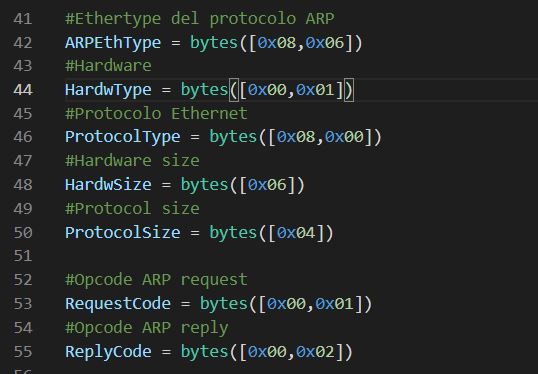 41 #Ethertype del protocolo ARP
42 ARPEthType = bytes([0x08,0x06])
43 #Hardware
44 HardwType = bytes([0x00,0x01])
45 #Protocolo Ethernet
46 ProtocolType = bytes([0x08,0x00])
47 #Hardware size
48 HardwSize = bytes([0x06])
49 #Protocol size
50 ProtocolSize = bytes([0x04])
51
52 #Opcode ARP request
53 RequestCode = bytes([0x00,0x01])
54 #Opcode ARP reply
55 ReplyCode = bytes([0x00,0x02])